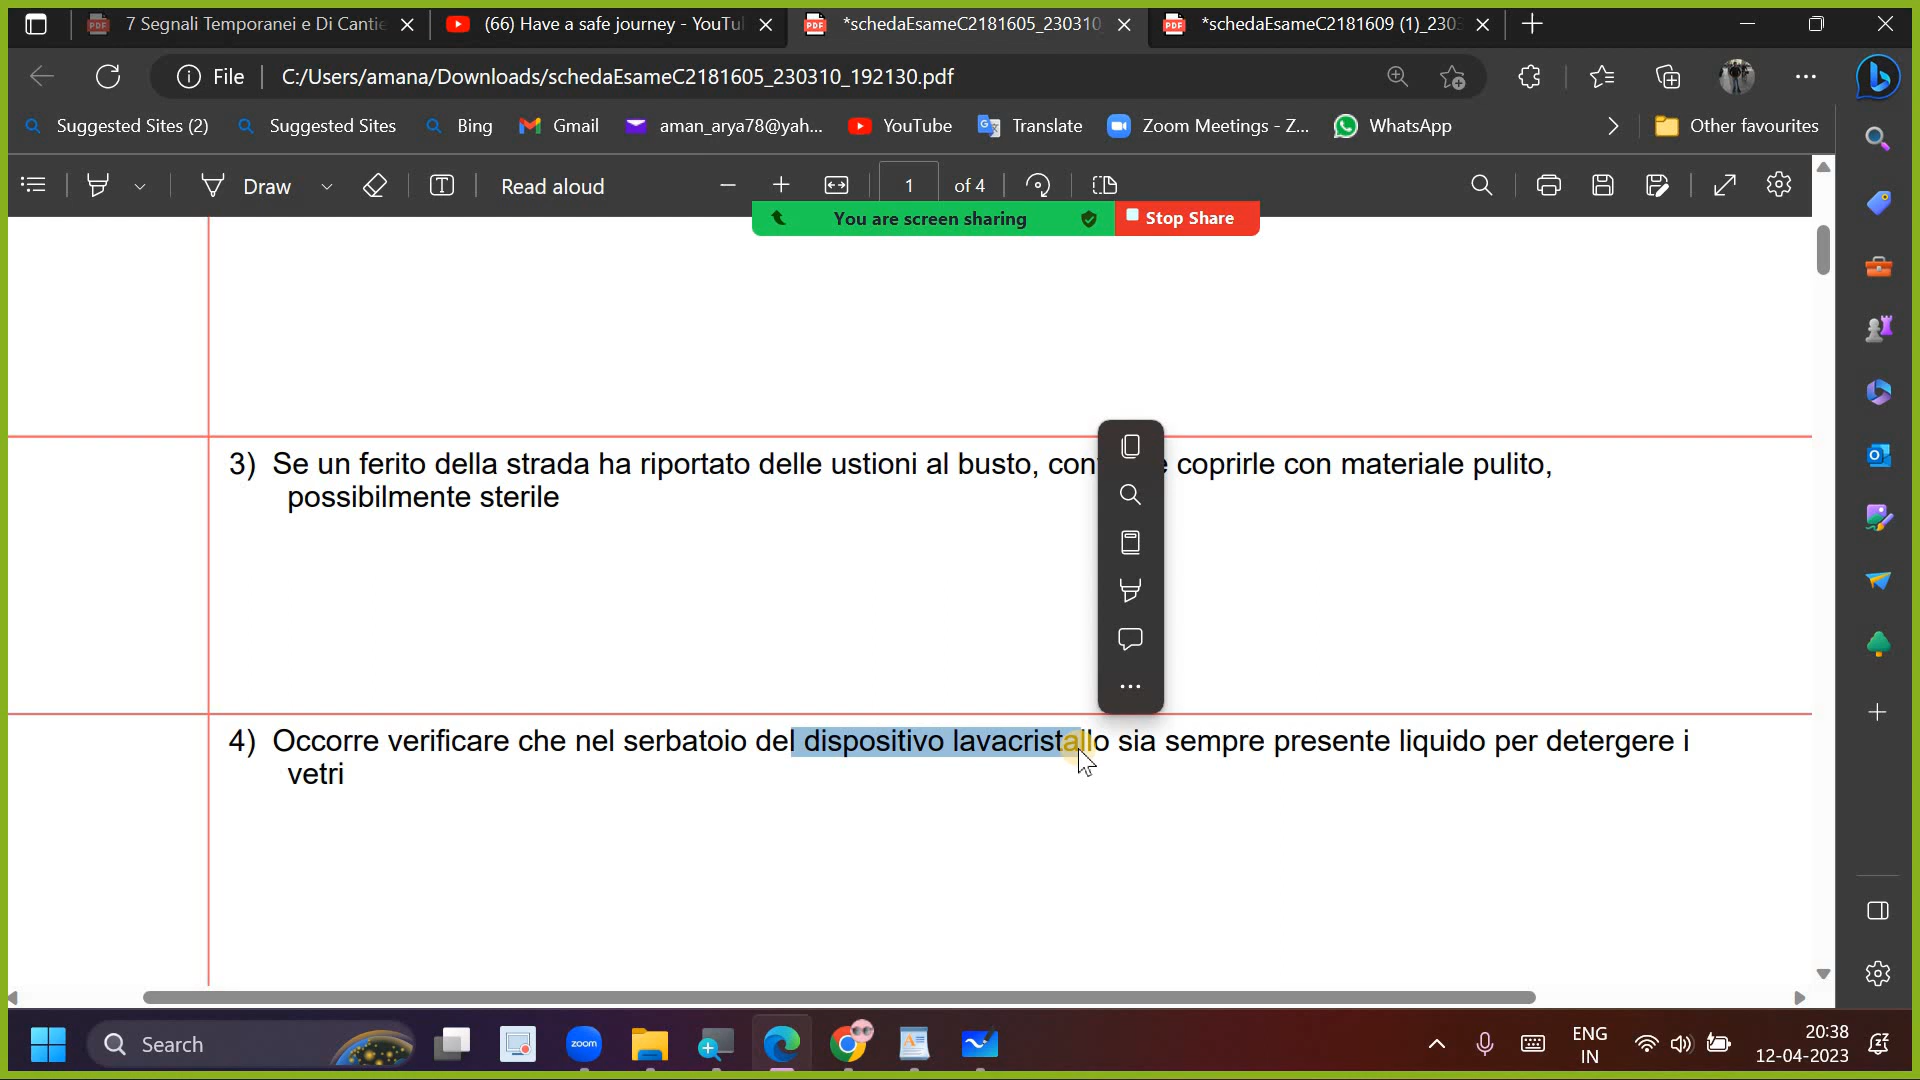 7 Segnali Temporanei e Di Cantie
(66) Have a safe journey - YouTu
*schedaEsameC2181605_230310
*schedaEsameC2181609 (1)_230
File
C:/Users/amana/Downloads/schedaEsameC2181605_230310_192130.pdf
Suggested Sites (2)
Suggested Sites
Bing
Gmail
aman_arya78@yah...
YouTube
Translate
Zoom Meetings - Z...
WhatsApp
Other favourites
Draw
Read aloud
1
of 4
You are screen sharing
Stop Share
3) Se un ferito della strada ha riportato delle ustioni al busto, coprirle con materiale pulito,
possibilmente sterile
4) Occorre verificare che nel serbatoio del dispositivo lavacristallo sia sempre presente liquido per detergere i
vetri
Search
zoom
ENG
IN
20:38
12-04-2023